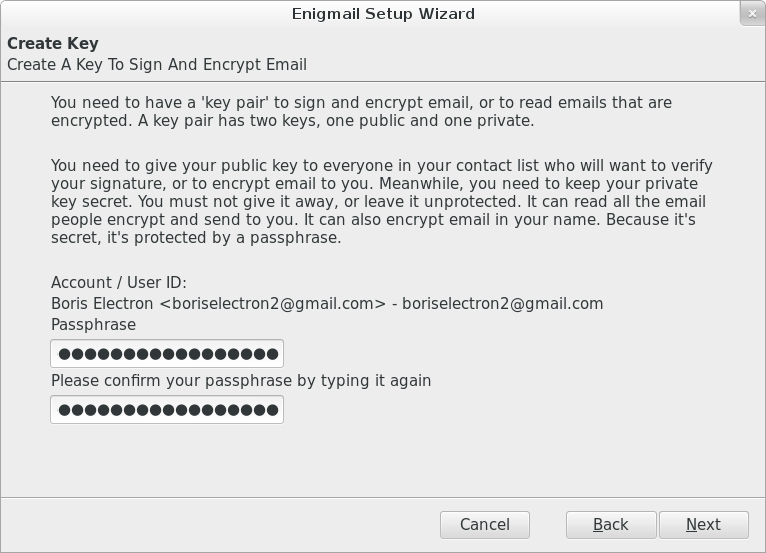 Enigmail Setup Wizard
Create Key
Create A Key To Sign And Encrypt Email
You need to have a 'key pair' to sign and encrypt email, or to read emails that are
encrypted. A key pair has two keys, one public and one private.
You need to give your public key to everyone in your contact list who will want to verify
your signature, or to encrypt email to you. Meanwhile, you need to keep your private
key secret. You must not give it away, or leave it unprotected. It can read all the email
people encrypt and send to you. It can also encrypt email in your name. Because it's
secret, it's protected by a passphrase.
Account / User ID:
Boris Electron <boriselectron2@gmail.com> - boriselectron2@gmail.com
Passphrase
●●●●●●●●●●●●●●●●●
Please confirm your passphrase by typing it again
●●●●●●●●●●●●●●●●●
Cancel Back Next